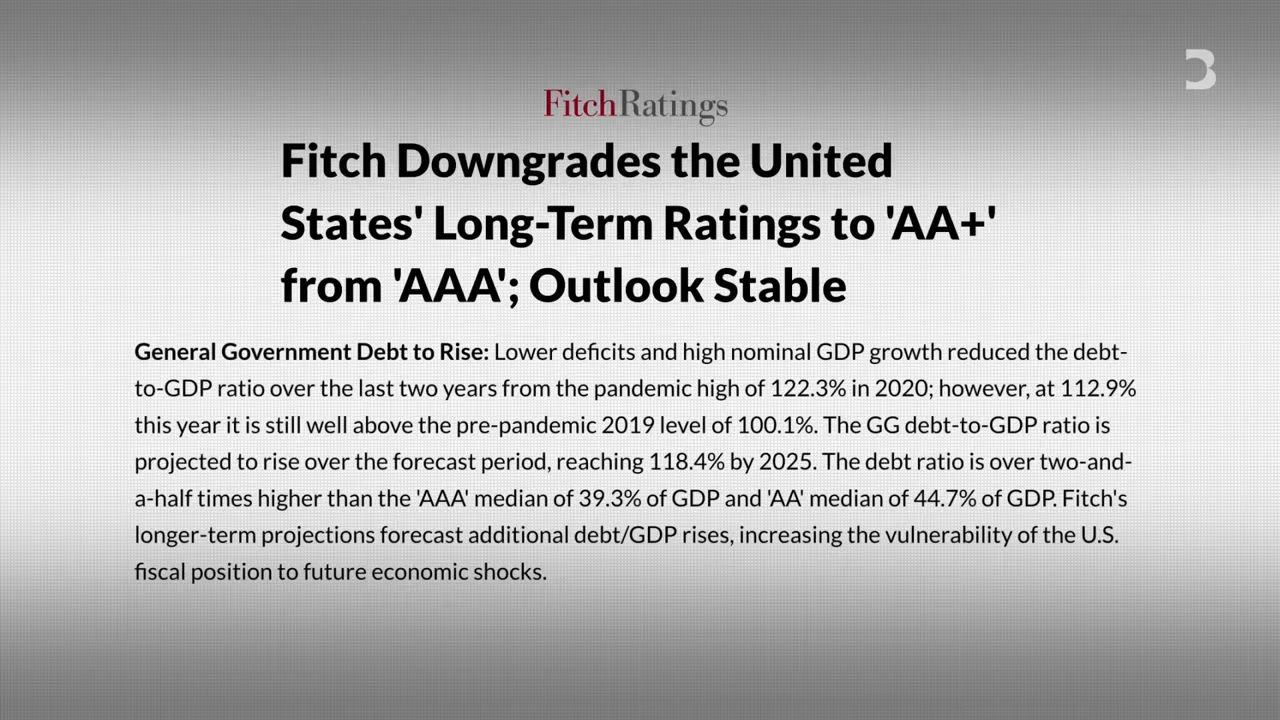 3
FitchRatings
Fitch Downgrades the United
States' Long-Term Ratings to 'AA+'
from 'AAA'; Outlook Stable
General Government Debt to Rise: Lower deficits and high nominal GDP growth reduced the debt-
to-GDP ratio over the last two years from the pandemic high of 122.3% in 2020; however, at 112.9%
this year it is still well above the pre-pandemic 2019 level of 100.1%. The GG debt-to-GDP ratio is
projected to rise over the forecast period, reaching 118.4% by 2025. The debt ratio is over two-and-
a-half times higher than the 'AAA' median of 39.3% of GDP and 'AA' median of 44.7% of GDP. Fitch's
longer-term projections forecast additional debt/GDP rises, increasing the vulnerability of the U.S.
fiscal position to future economic shocks.